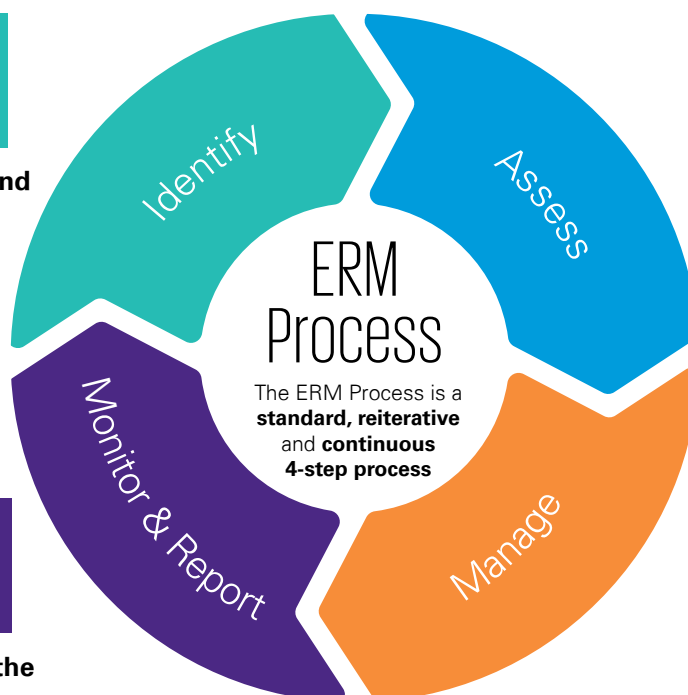 Identify
Assess
nd
ERM
Process
The ERM Process is a
standard, reiterative
and continuous
4-step process
Monitor & Report
Manage
the